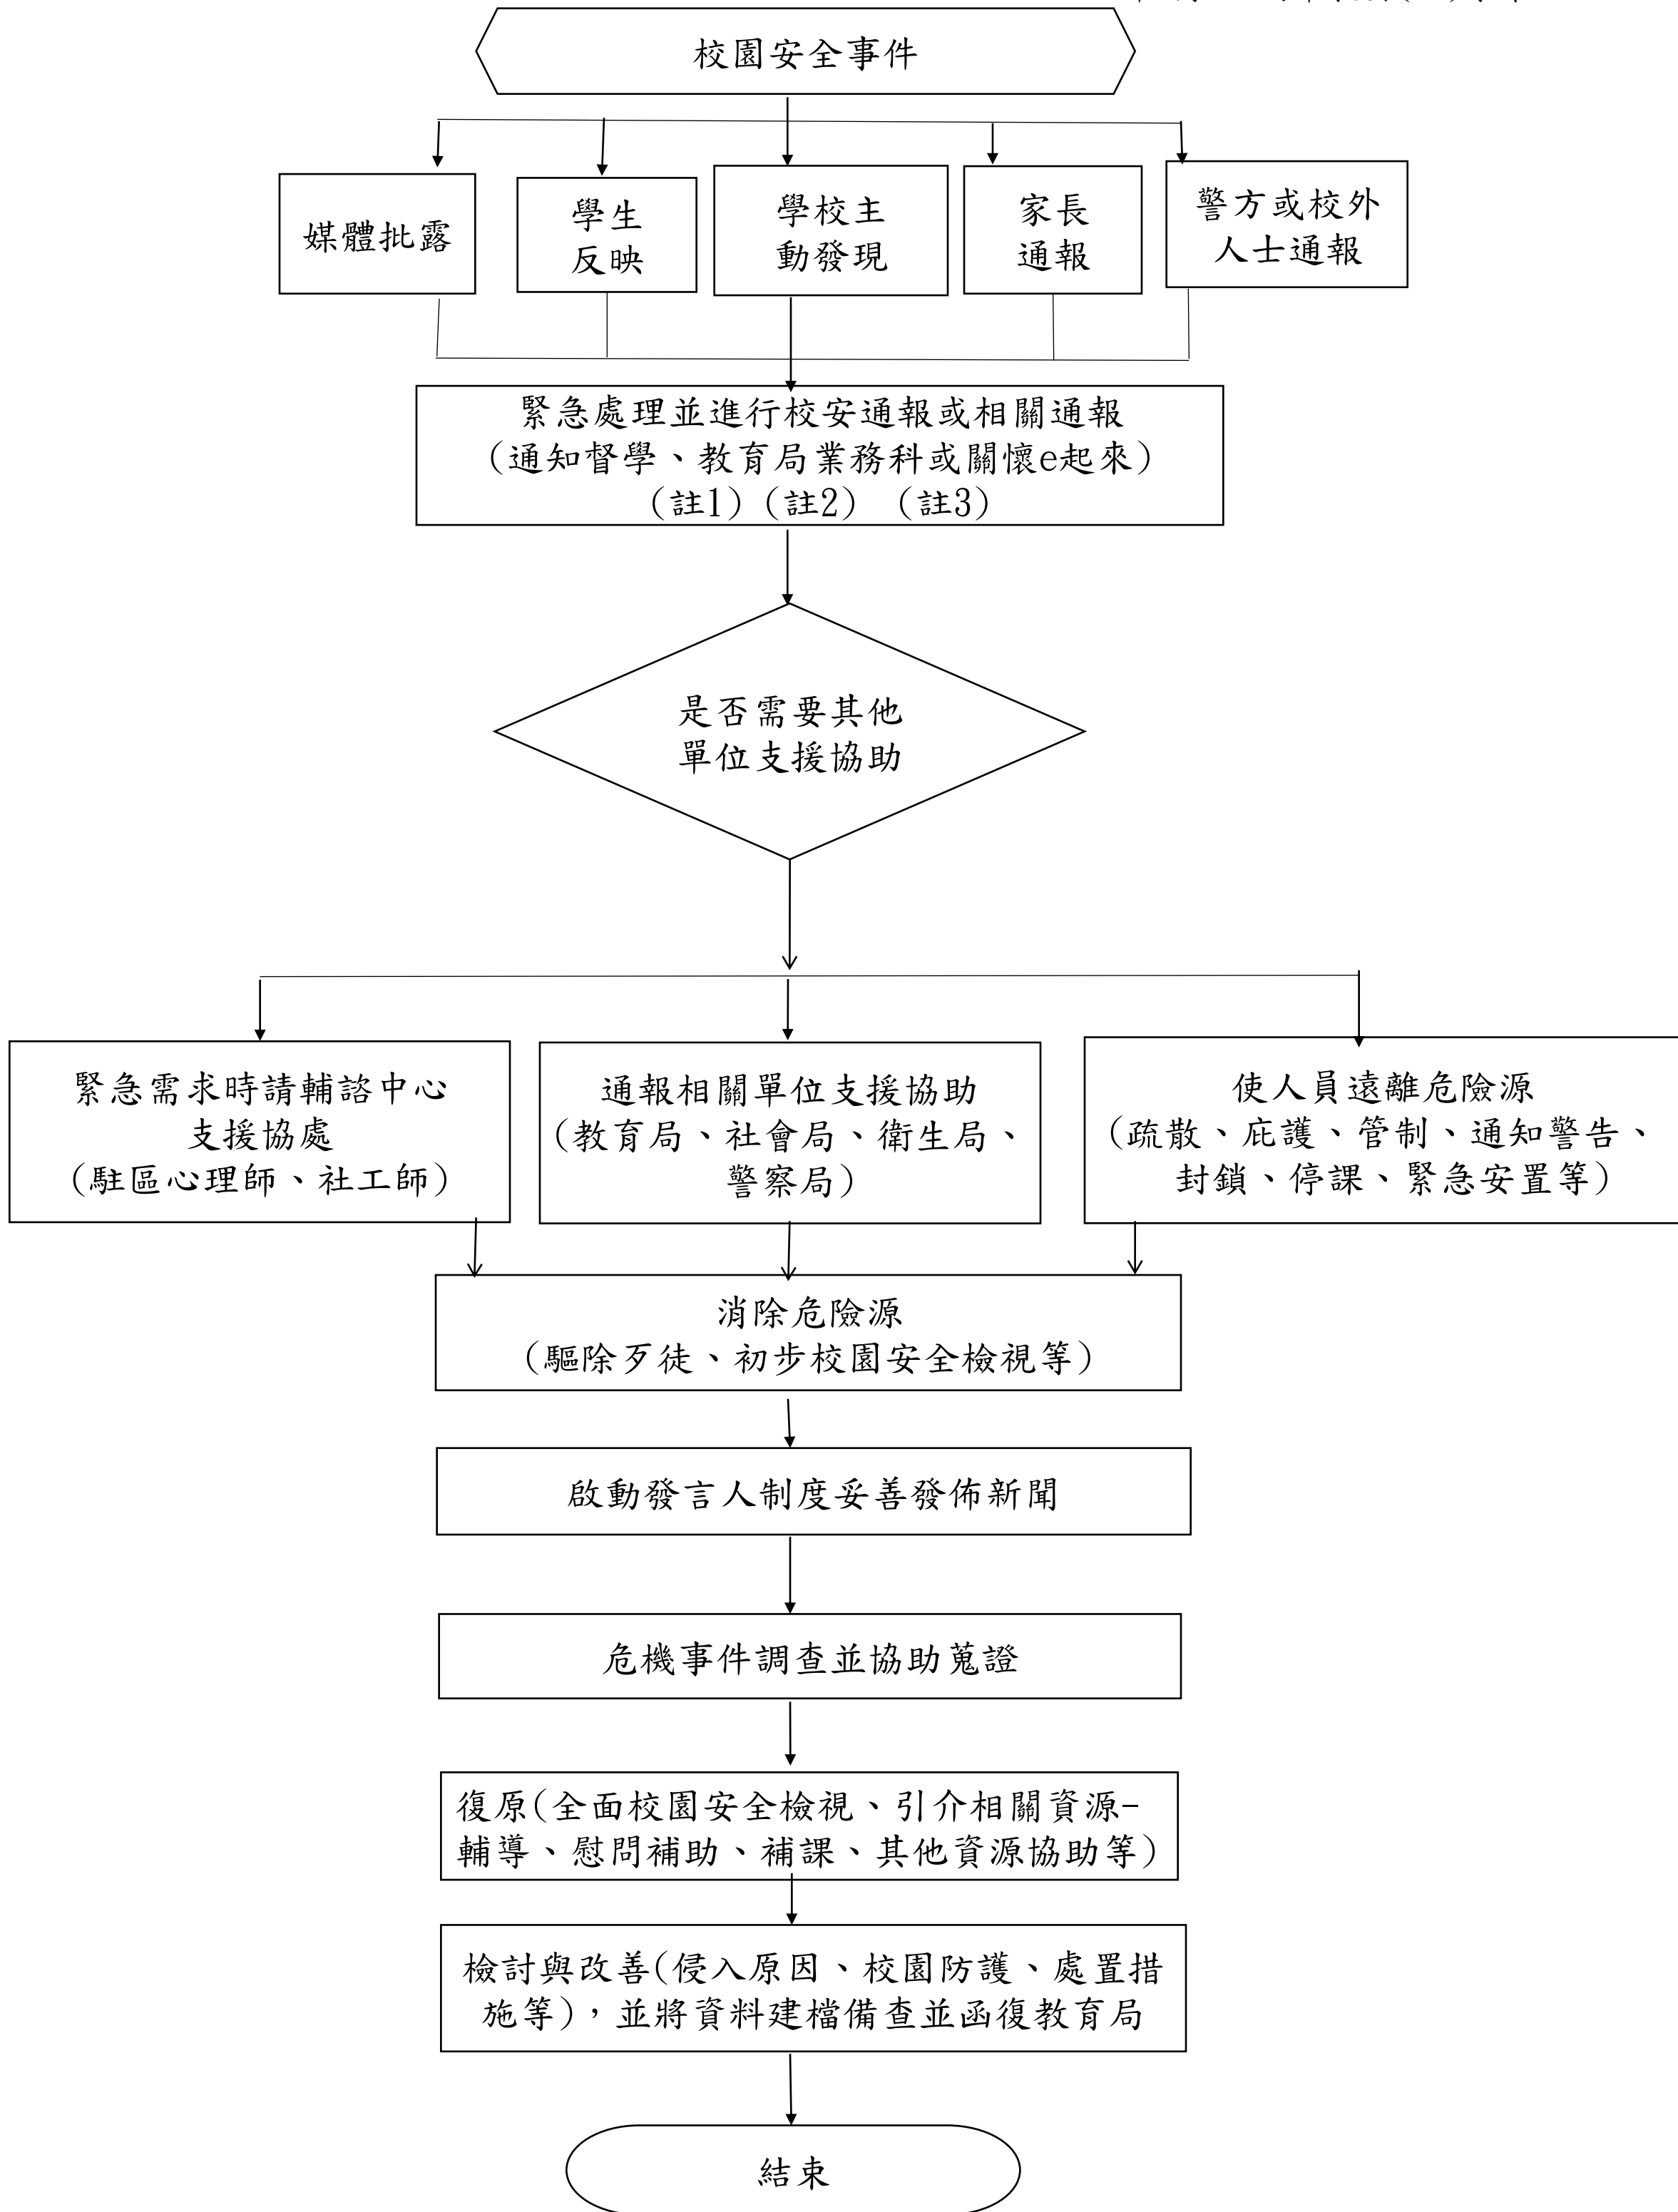 校園安全事件
媒體批露
學生
反映
學校主
動發現
家長
通報
警方或校外
人士通報
緊急處理並進行校安通報或相關通報
(通知督學、教育局業務科或關懷e起來)
(註1)(註2) (註3)
是否需要其他
單位支援協助
緊急需求時請輔諮中心
支援協處
(駐區心理師、社工師)
通報相關單位支援協助
(教育局、社會局、衛生局、
警察局)
使人員遠離危險源
(疏散、庇護、管制、通知警告、
封鎖、停課、緊急安置等)
消除危險源
(驅除歹徒、初步校園安全檢視等)
啟動發言人制度妥善發佈新聞
危機事件調查並協助蒐證
復原(全面校園安全檢視、引介相關資源-
輔導、慰問補助、補課、其他資源協助等)
檢討與改善(侵入原因、校園防護、處置措
施等),並將資料建檔備查並函復教育局
結束